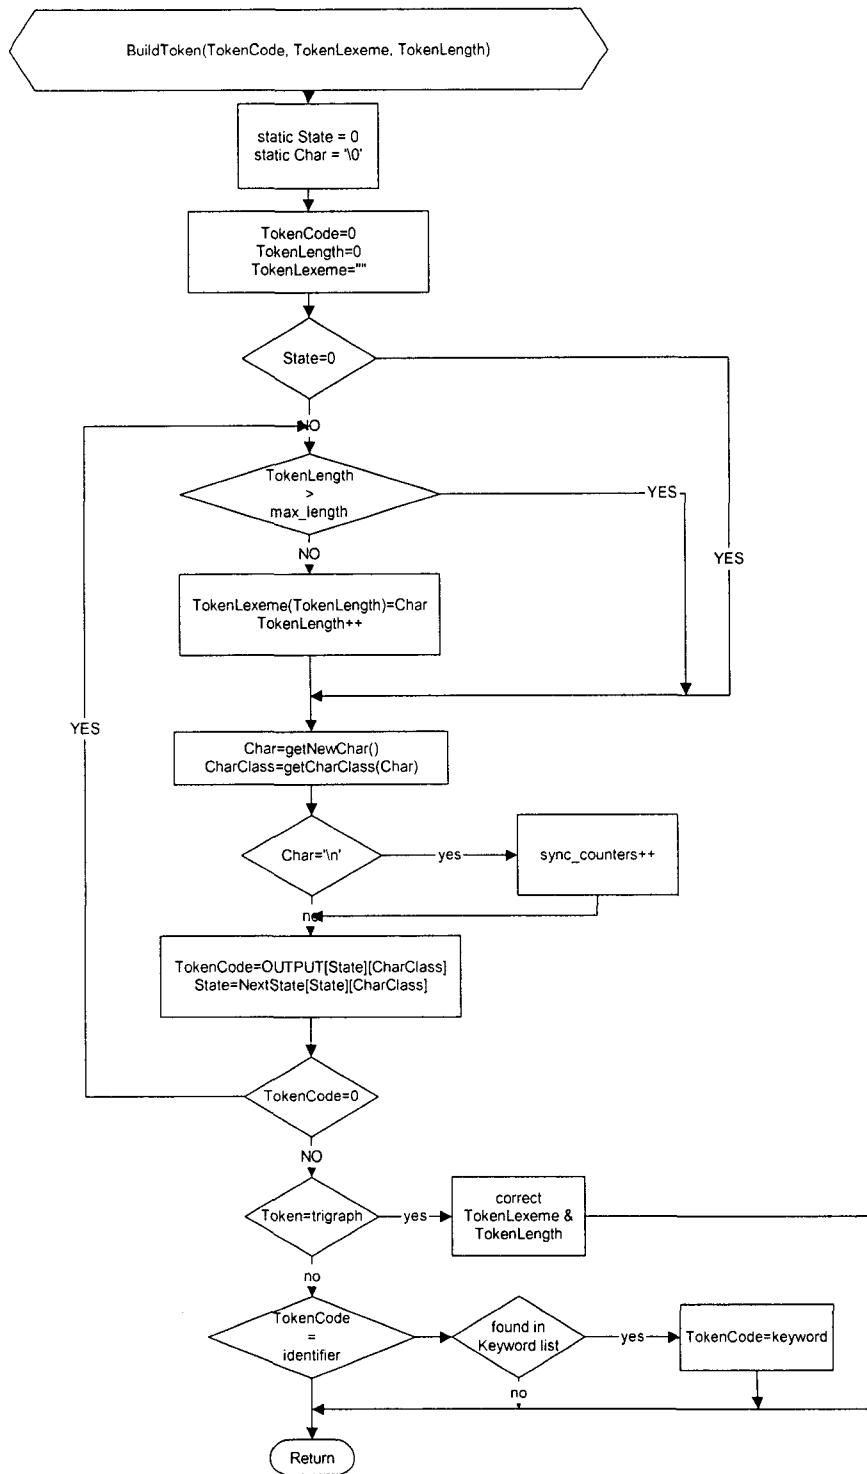 BuildToken(TokenCode, TokenLexeme, TokenLength)
static State = 0
static Char = '\0'
TokenCode=0
TokenLength=0
TokenLexeme=""
State=0
NO
TokenLength
>
max_length
YES
NO
YES
TokenLexeme(TokenLength)=Char
TokenLength++
YES
Char=getNewChar()
CharClass=getCharClass(Char)
Char='\n'
yes
sync_counters++
no
TokenCode=OUTPUT[State][CharClass]
State=NextState[State][CharClass]
TokenCode=0
NO
Token=trigraph
yes
correct
TokenLexeme &
TokenLength
no
TokenCode
=
identifier
found in
Keyword list
yes
TokenCode=keyword
no
Return